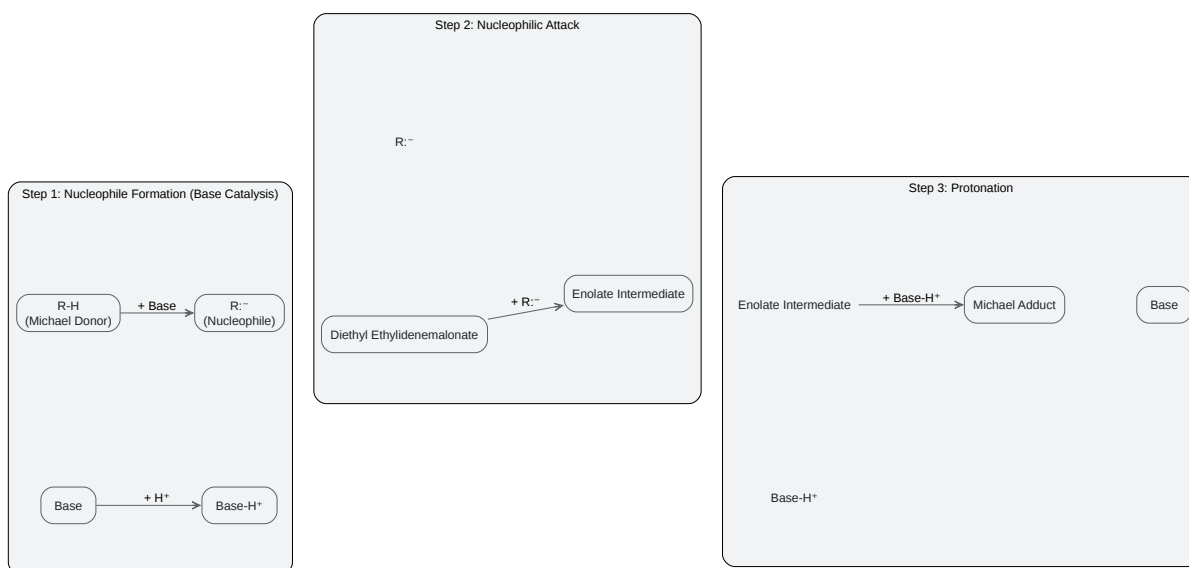 Step 1: Nucleophile Formation (Base Catalysis)
R-H
(Michael Donor)
+ Base
R:⁻
(Nucleophile)
Base
+ H⁺
Base-H⁺
Step 2: Nucleophilic Attack
R:⁻
Diethyl Ethylidenemalonate
+ R:⁻
Enolate Intermediate
Step 3: Protonation
Enolate Intermediate
+ Base-H⁺
Michael Adduct
Base
Base-H⁺